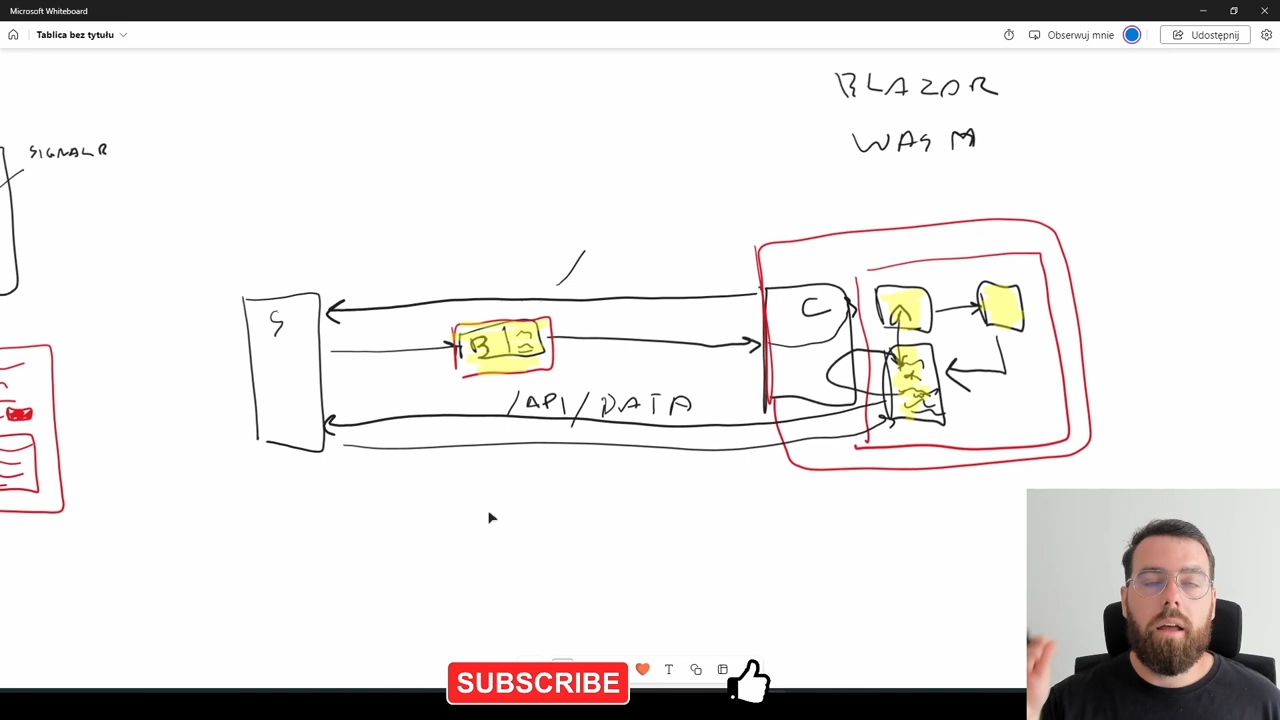 Microsoft Whiteboard
Tablica bez tytułu
Obserwuj mnie
Udostępnij
BLAZOR
WASM
SIGNALR
/
S
C
B
/API/DATA
T
SUBSCRIBE